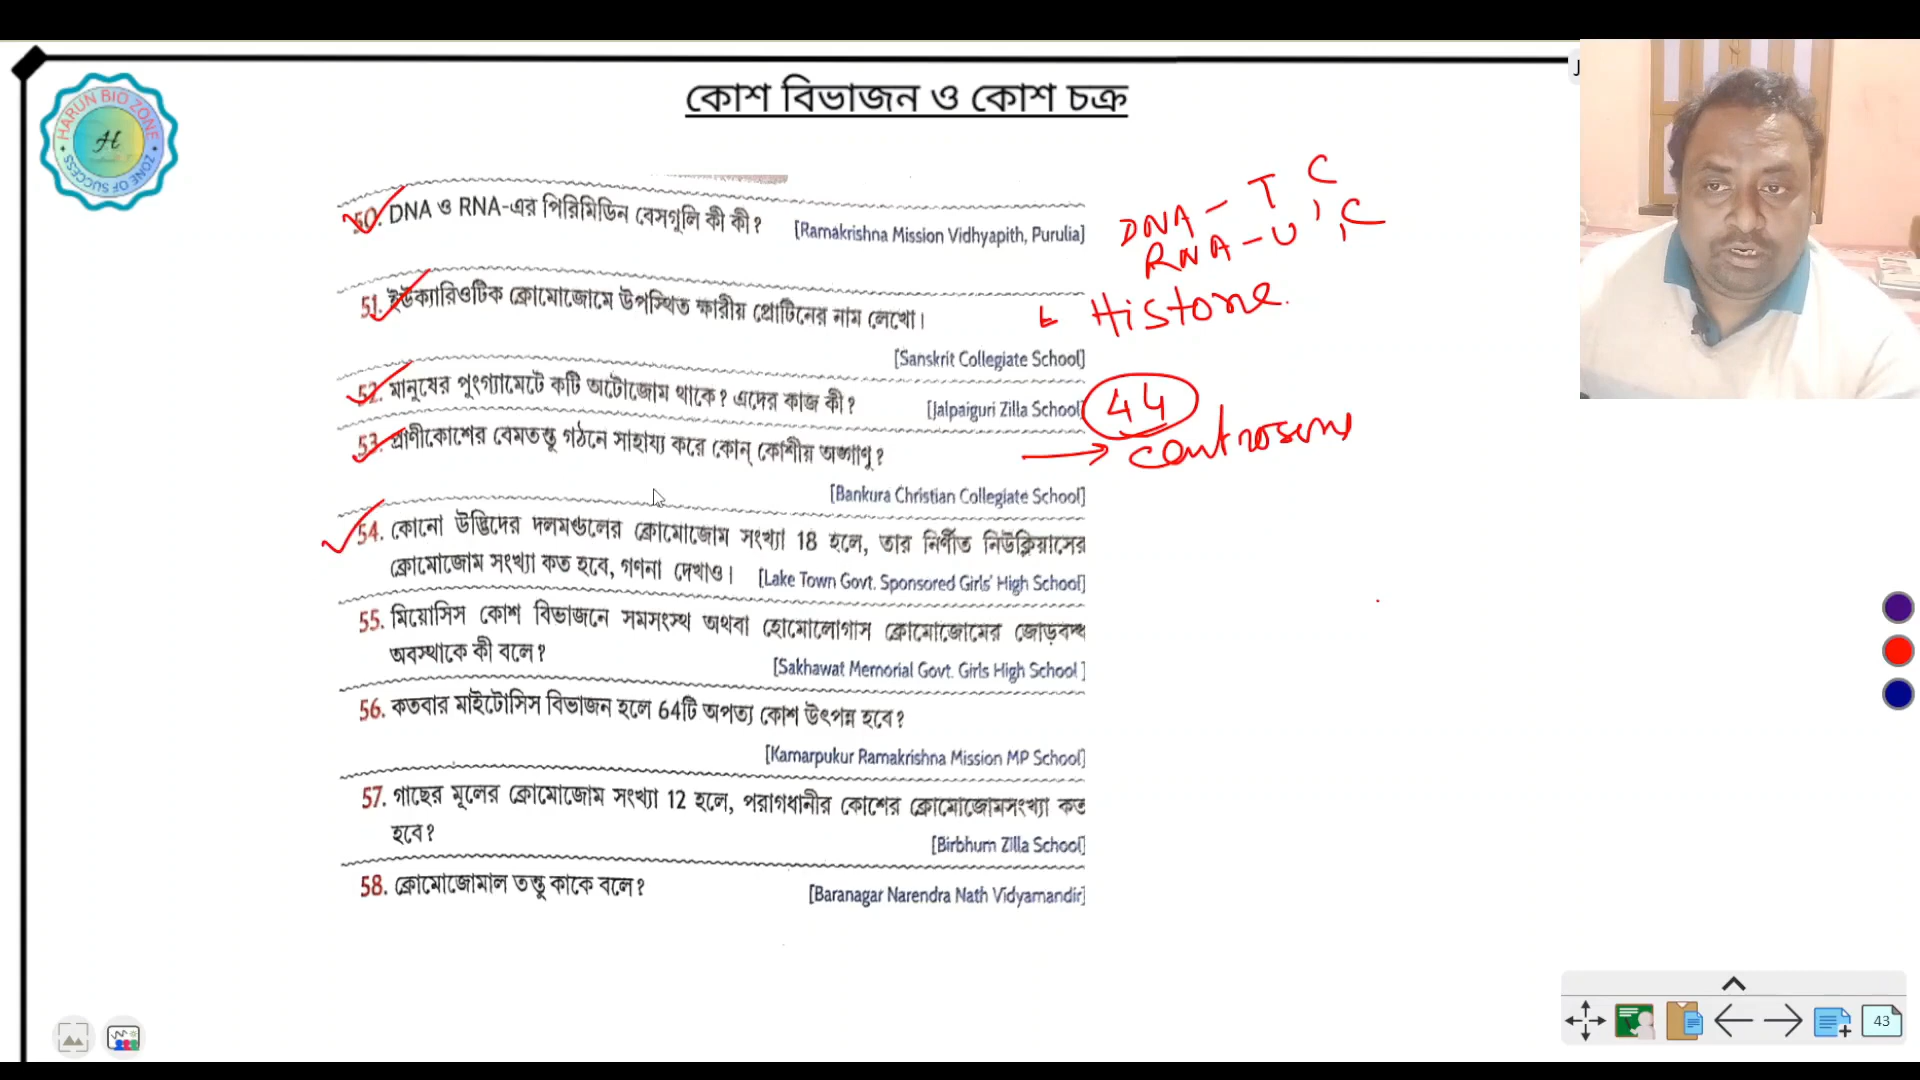 কোশ বিভাজন ও কোশ চক্র
HARUN BIO ZONE
H
ZONE OF SUCCESS
50. DNA ও RNA-এর পিরিমিডিন বেসগুলি কী কী? [Ramakrishna Mission Vidhyapith, Purulia]
DNA - T, C
RNA - U, C
51. ইউক্যারিওটিক ক্রোমোজোমে উপস্থিত ক্ষারীয় প্রোটিনের নাম লেখো।
Histone.
[Sanskrit Collegiate School]
52. মানুষের পুংগ্যামেটে কটি অটোজোম থাকে? এদের কাজ কী? [Jalpaiguri Zilla School]
44
53. প্রাণীকোশের বেমতন্তু গঠনে সাহায্য করে কোন্ কোশীয় অঙ্গাণু?
[Bankura Christian Collegiate School]
54. কোনো উদ্ভিদের দলমণ্ডলের ক্রোমোজোম সংখ্যা 18 হলে, তার নির্ণীত নিউক্লিয়াসের
ক্রোমোজোম সংখ্যা কত হবে, গণনা দেখাও। [Lake Town Govt. Sponsored Girls' High School]
55. মিয়োসিস কোশ বিভাজনে সমসংস্থ অথবা হোমোলোগাস ক্রোমোজোমের জোড়বদ্ধ
অবস্থাকে কী বলে? [Sakhawat Memorial Govt. Girls High School ]
56. কতবার মাইটোসিস বিভাজন হলে 64টি অপত্য কোশ উৎপন্ন হবে?
[Kamarpukur Ramakrishna Mission MP School]
57. গাছের মূলের ক্রোমোজোম সংখ্যা 12 হলে, পরাগধানীর কোশের ক্রোমোজোমসংখ্যা কত
হবে? [Birbhum Zilla School]
58. ক্রোমোজোমাল তন্তু কাকে বলে? [Baranagar Narendra Nath Vidyamandir]
43